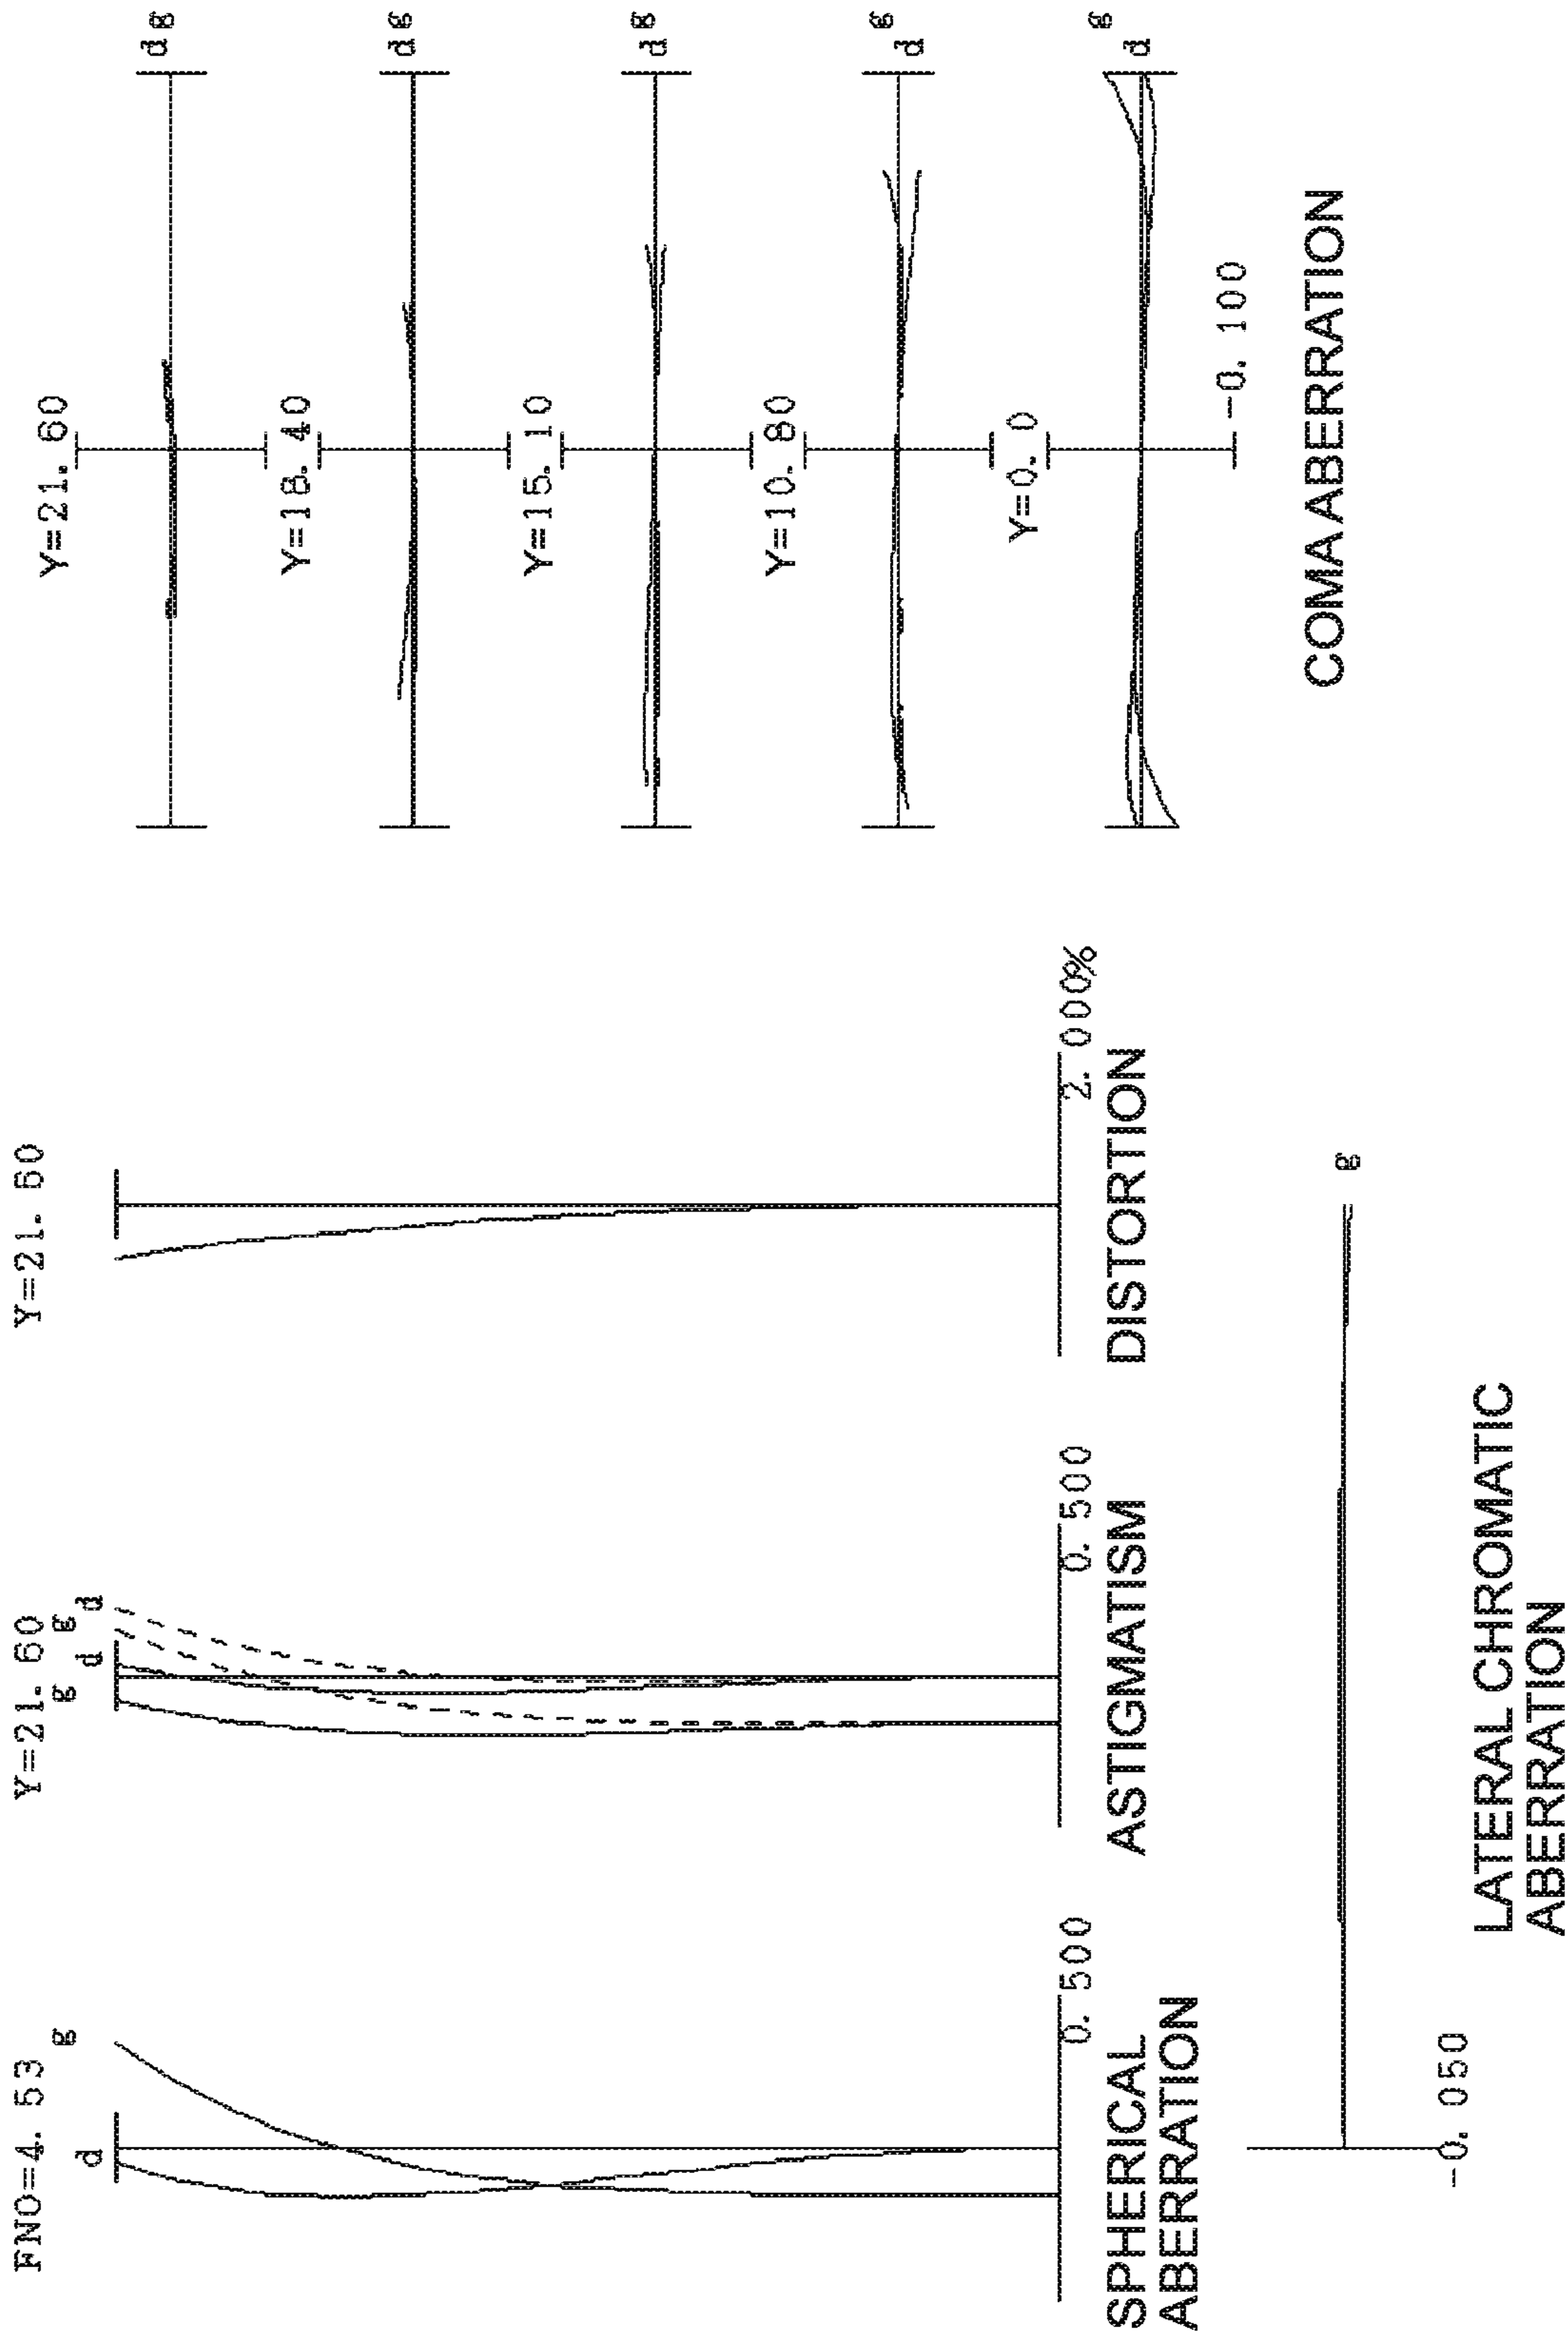 FNO=4.53
d
g
SPHERICAL
ABERRATION
0.500
Y=21.60
g
d
g
d
ASTIGMATISM
0.500
Y=21.60
DISTORTION
2.000%
LATERAL CHROMATIC
ABERRATION
-0.050
g
Y=21.60
d g
Y=18.40
d g
Y=15.10
d g
Y=10.80
d g
Y=0.0
d g
-0.100
COMA ABERRATION